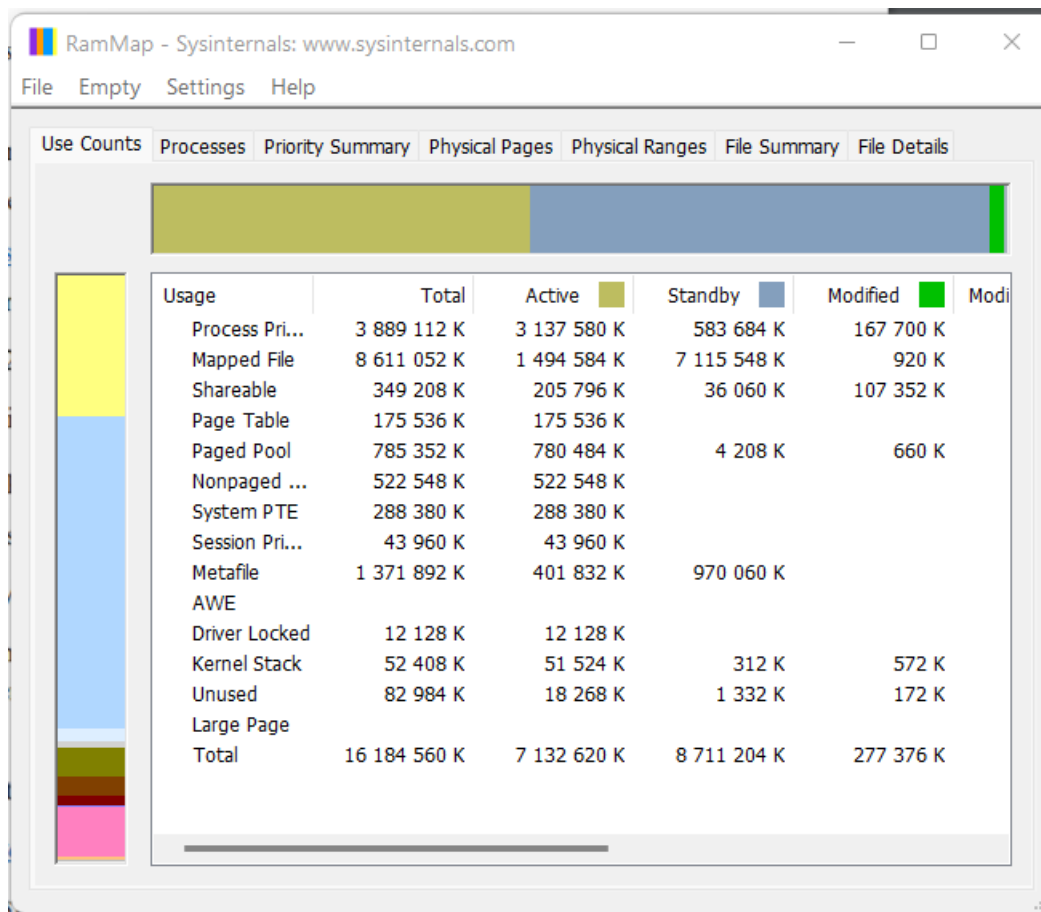 RamMap - Sysinternals: www.sysinternals.com
File Empty Settings Help
Use Counts Processes Priority Summary Physical Pages Physical Ranges File Summary File Details
Usage Total Active Standby Modified Modi
Process Pri... 3 889 112 K 3 137 580 K 583 684 K 167 700 K
Mapped File 8 611 052 K 1 494 584 K 7 115 548 K 920 K
Shareable 349 208 K 205 796 K 36 060 K 107 352 K
Page Table 175 536 K 175 536 K
Paged Pool 785 352 K 780 484 K 4 208 K 660 K
Nonpaged ... 522 548 K 522 548 K
System PTE 288 380 K 288 380 K
Session Pri... 43 960 K 43 960 K
Metafile 1 371 892 K 401 832 K 970 060 K
AWE
Driver Locked 12 128 K 12 128 K
Kernel Stack 52 408 K 51 524 K 312 K 572 K
Unused 82 984 K 18 268 K 1 332 K 172 K
Large Page
Total 16 184 560 K 7 132 620 K 8 711 204 K 277 376 K